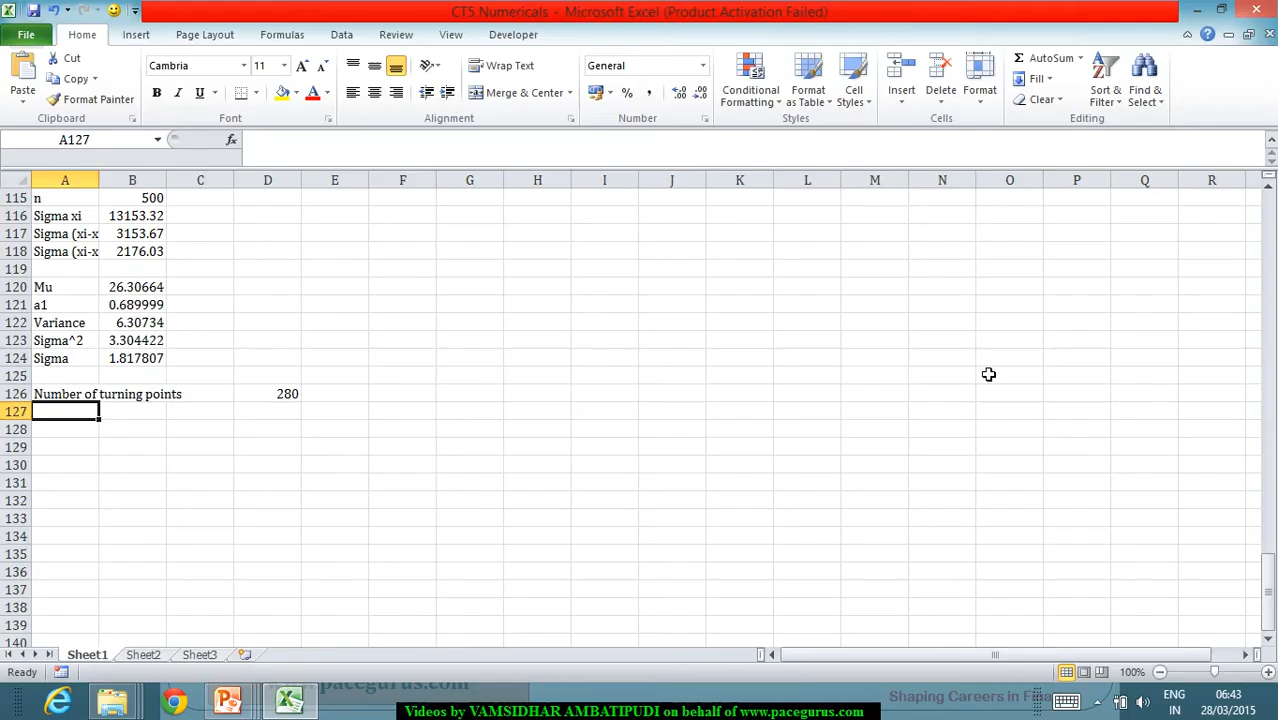 CT5 Numericals - Microsoft Excel (Product Activation Failed)
File Home Insert Page Layout Formulas Data Review View Developer
Paste
Cut
Copy
Format Painter
Clipboard
Cambria 11
B I U
Font
Wrap Text
Merge & Center
Alignment
General
% ,
Number
Conditional Formatting
Format as Table
Cell Styles
Styles
Insert
Delete
Format
Cells
AutoSum
Fill
Clear
Sort & Filter
Find & Select
Editing
A127
fx
A B C D E F G H I J K L M N O P Q R
115 n 500
116 Sigma xi 13153.32
117 Sigma (xi-x 3153.67
118 Sigma (xi-x 2176.03
119
120 Mu 26.30664
121 a1 0.689999
122 Variance 6.30734
123 Sigma^2 3.304422
124 Sigma 1.817807
125
126 Number of turning points 280
127
128
129
130
131
132
133
134
135
136
137
138
139
140
Sheet1 Sheet2 Sheet3
Ready
100%
www.pacegurus.com
ENG
IN
06:43
28/03/2015
Videos by VAMSIDHAR AMBATIPUDI on behalf of www.pacegurus.com